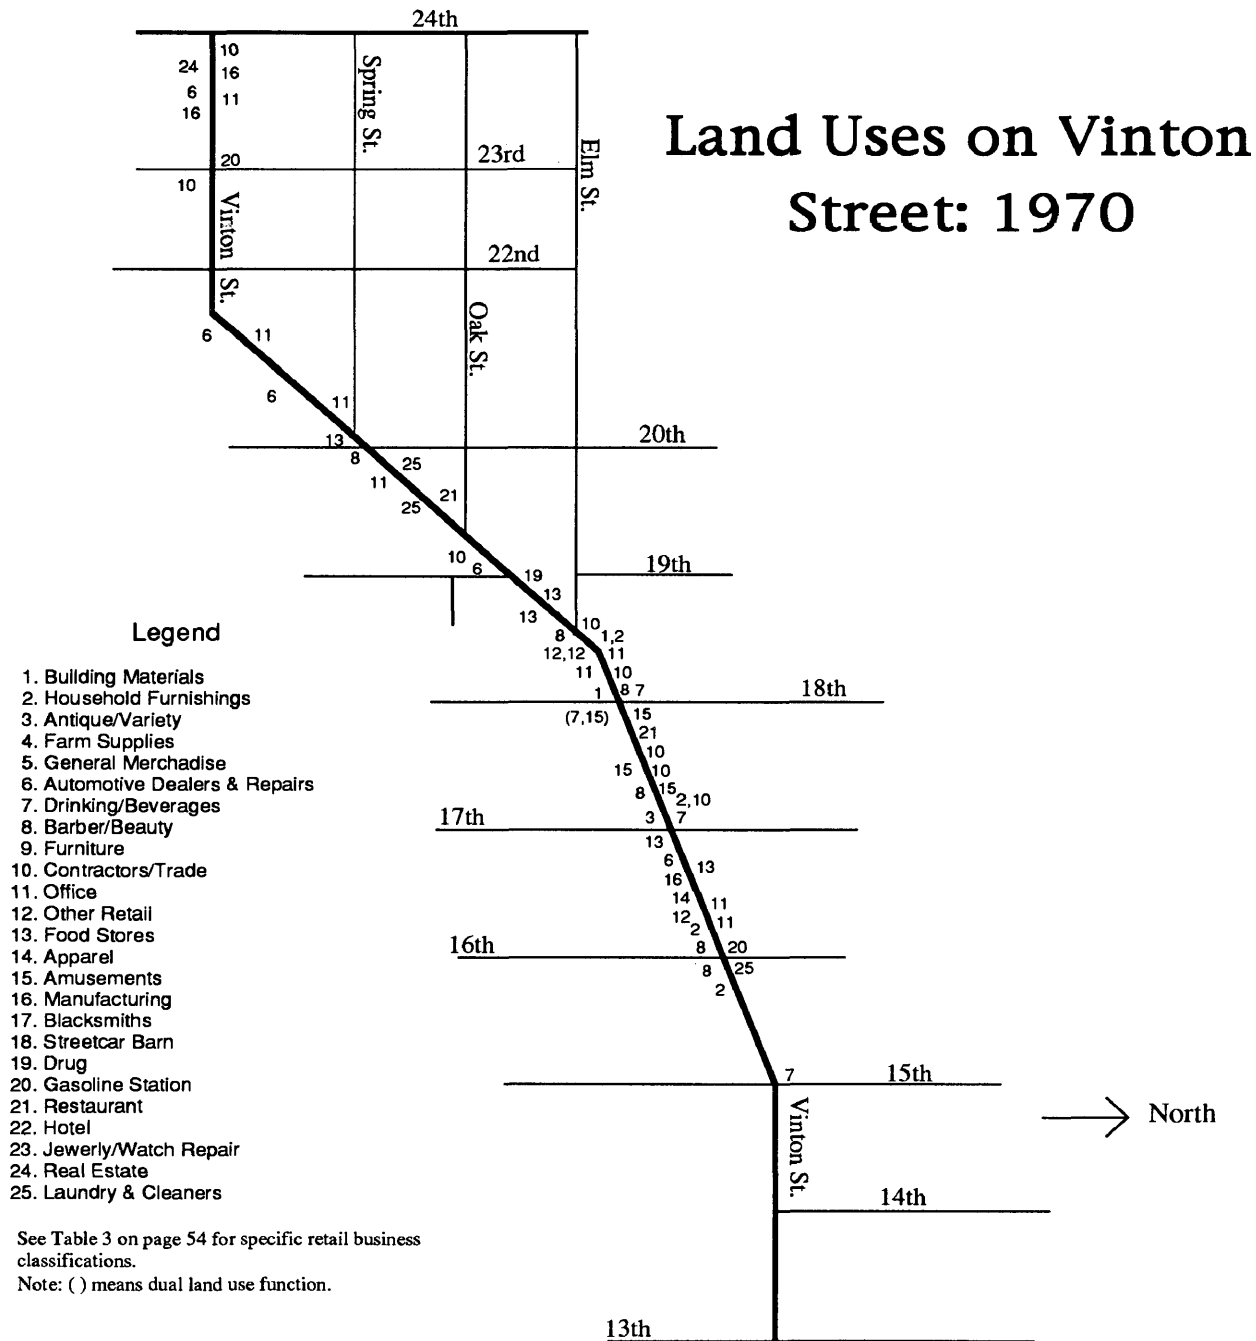 24th
Land Uses on Vinton
Street: 1970
10
24
16
6
11
16
Spring St.
Elm St.
20
23rd
10
Vinton St.
22nd
Oak St.
6
11
6
11
13
20th
8
25
11
21
25
10
6
19
19th
13
13
10
8
1,2
12,12
11
11
10
1
8 7
18th
(7,15)
15
21
10
15
10
8
15
2,10
17th
3
7
13
6
13
16
14
11
12
11
2
16th
8
20
8
25
2
7
15th
Vinton St.
North
14th
13th
Legend
1. Building Materials
2. Household Furnishings
3. Antique/Variety
4. Farm Supplies
5. General Merchadise
6. Automotive Dealers & Repairs
7. Drinking/Beverages
8. Barber/Beauty
9. Furniture
10. Contractors/Trade
11. Office
12. Other Retail
13. Food Stores
14. Apparel
15. Amusements
16. Manufacturing
17. Blacksmiths
18. Streetcar Barn
19. Drug
20. Gasoline Station
21. Restaurant
22. Hotel
23. Jewerly/Watch Repair
24. Real Estate
25. Laundry & Cleaners
See Table 3 on page 54 for specific retail business
classifications.
Note: ( ) means dual land use function.